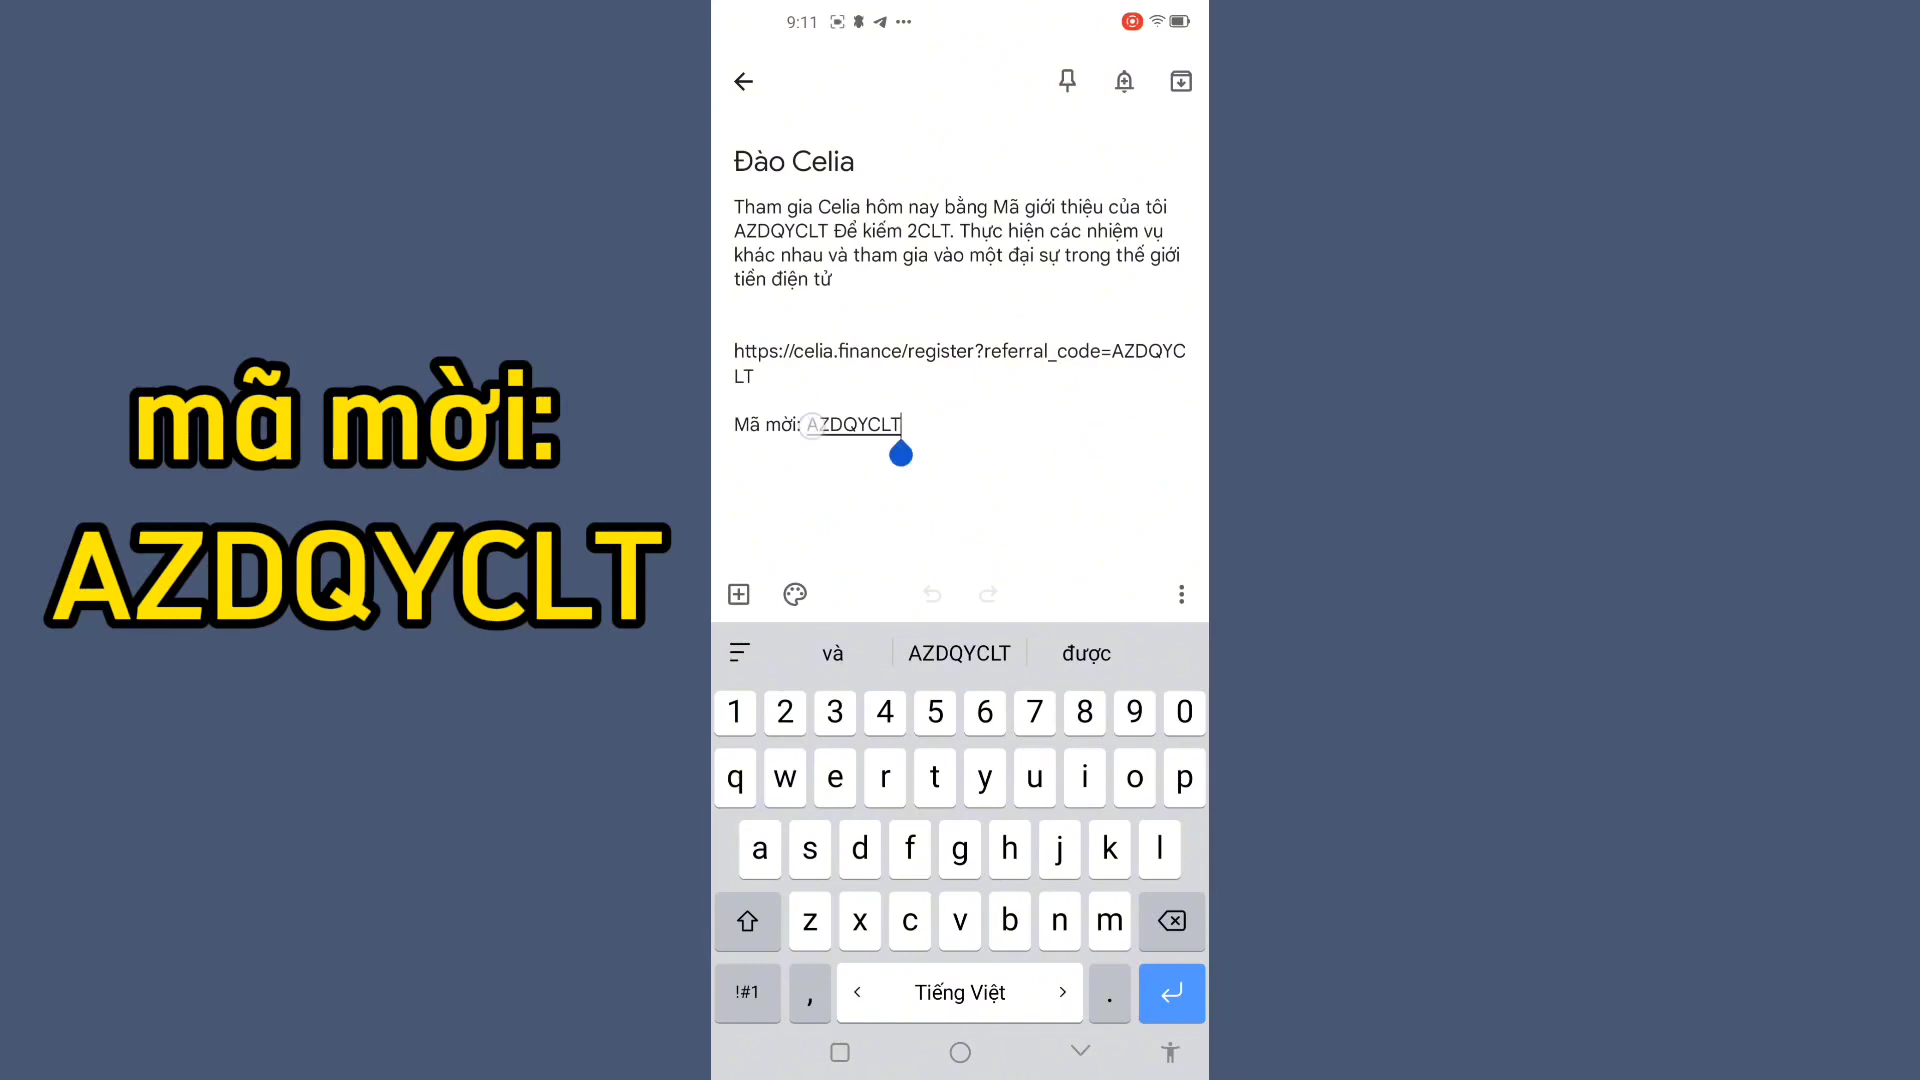 mã mời:
AZDQYCLT
9:11
Đào Celia
Tham gia Celia hôm nay bằng Mã giới thiệu của tôi
AZDQYCLT Để kiếm 2CLT. Thực hiện các nhiệm vụ
khác nhau và tham gia vào một đại sự trong thế giới
tiền điện tử
https://celia.finance/register?referral_code=AZDQYC
LT
Mã mời: AZDQYCLT
và AZDQYCLT được
1 2 3 4 5 6 7 8 9 0
q w e r t y u i o p
a s d f g h j k l
z x c v b n m
!#1 , < Tiếng Việt > .